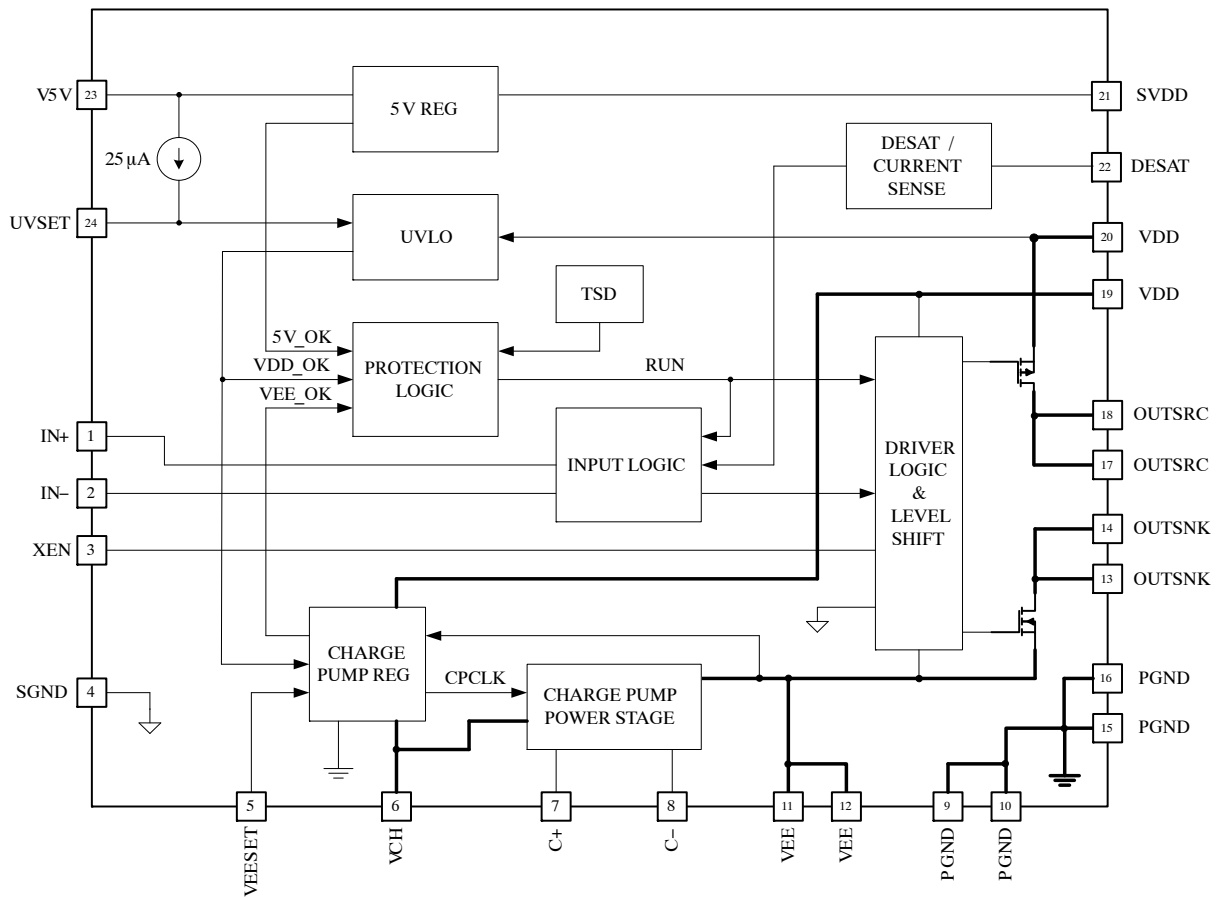 V5V
23
5V REG
21
SVDD
25 µA
DESAT /
CURRENT
SENSE
22
DESAT
UVSET
24
UVLO
20
VDD
TSD
19
VDD
5V_OK
VDD_OK
VEE_OK
PROTECTION
LOGIC
RUN
IN+
1
INPUT LOGIC
DRIVER
LOGIC
&
LEVEL
SHIFT
18
OUTSRC
17
OUTSRC
IN−
2
14
OUTSNK
XEN
3
13
OUTSNK
CHARGE
PUMP REG
CPCLK
CHARGE PUMP
POWER STAGE
SGND
4
16
PGND
15
PGND
5
6
7
8
11
12
9
10
VEESET
VCH
C+
C−
VEE
VEE
PGND
PGND